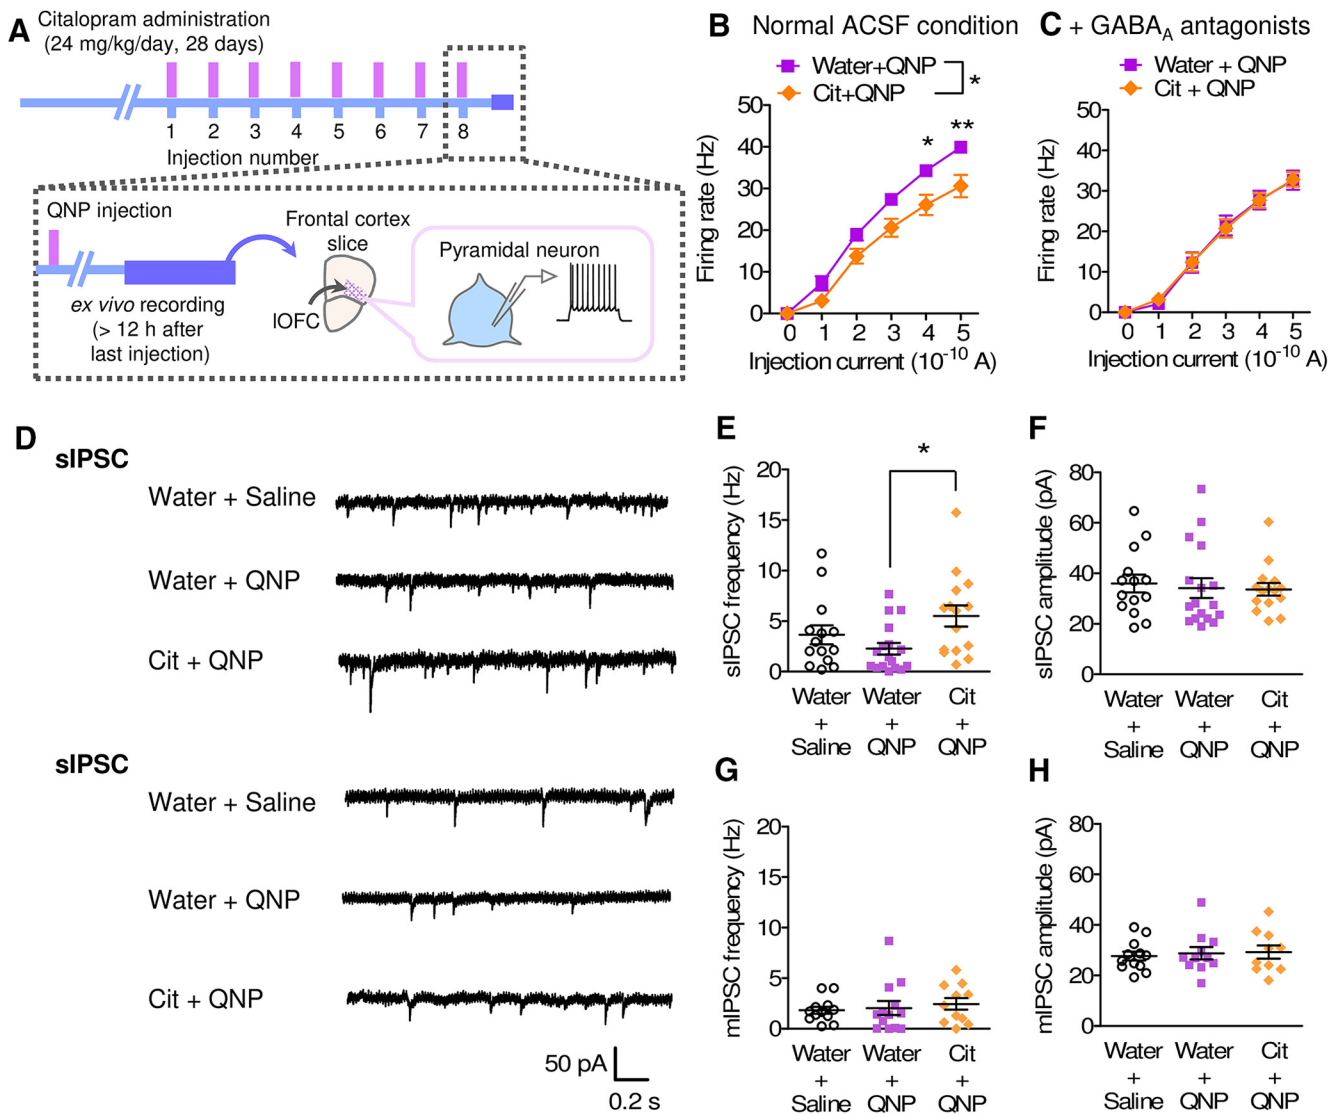 A
Citalopram administration
(24 mg/kg/day, 28 days)
1 2 3 4 5 6 7 8
Injection number
QNP injection
ex vivo recording
(> 12 h after
last injection)
Frontal cortex
slice
lOFC
Pyramidal neuron
B Normal ACSF condition
Water+QNP
Cit+QNP
*
* **
Firing rate (Hz)
50
40
30
20
10
0
0 1 2 3 4 5
Injection current (10-10 A)
C + GABAA antagonists
Water + QNP
Cit + QNP
Firing rate (Hz)
50
40
30
20
10
0
0 1 2 3 4 5
Injection current (10-10 A)
D
sIPSC
Water + Saline
Water + QNP
Cit + QNP
sIPSC
Water + Saline
Water + QNP
Cit + QNP
50 pA
0.2 s
E
*
sIPSC frequency (Hz)
20
15
10
5
0
Water Water Cit
+ + +
Saline QNP QNP
F
sIPSC amplitude (pA)
80
60
40
20
0
Water Water Cit
+ + +
Saline QNP QNP
G
mIPSC frequency (Hz)
20
15
10
5
0
Water Water Cit
+ + +
Saline QNP QNP
H
mIPSC amplitude (pA)
80
60
40
20
0
Water Water Cit
+ + +
Saline QNP QNP